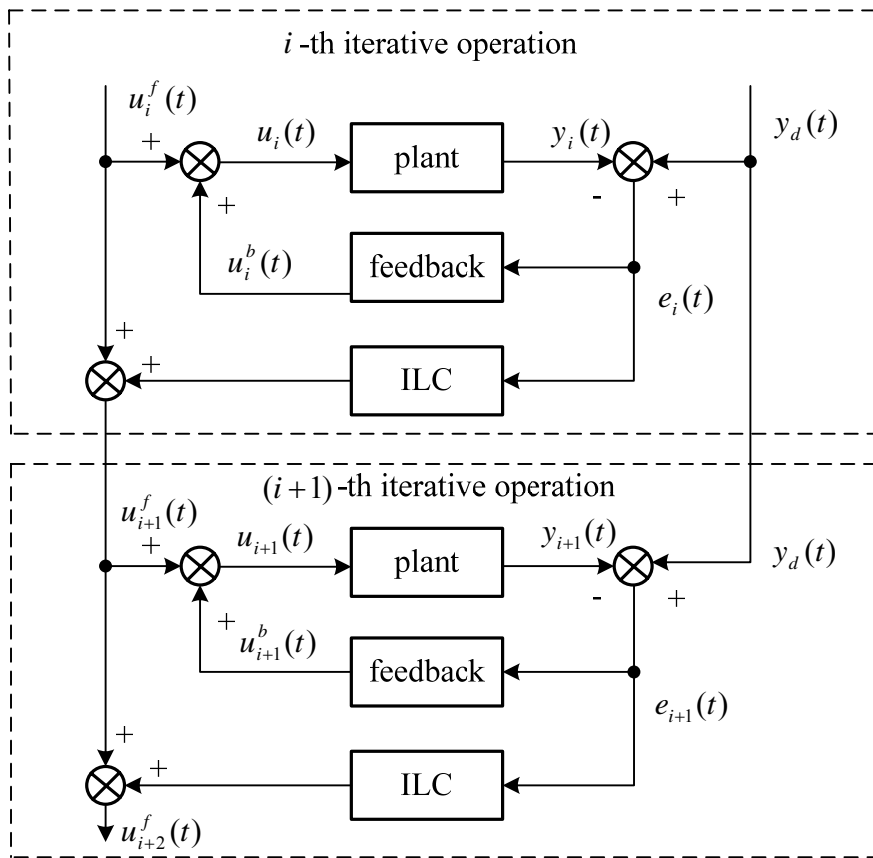 i -th iterative operation
u_i^f(t)
+
u_i(t)
plant
y_i(t)
y_d(t)
+
-
+
u_i^b(t)
feedback
e_i(t)
+
+
ILC
(i+1) -th iterative operation
u_{i+1}^f(t)
+
u_{i+1}(t)
plant
y_{i+1}(t)
y_d(t)
-
+
+
u_{i+1}^b(t)
feedback
e_{i+1}(t)
+
+
ILC
u_{i+2}^f(t)